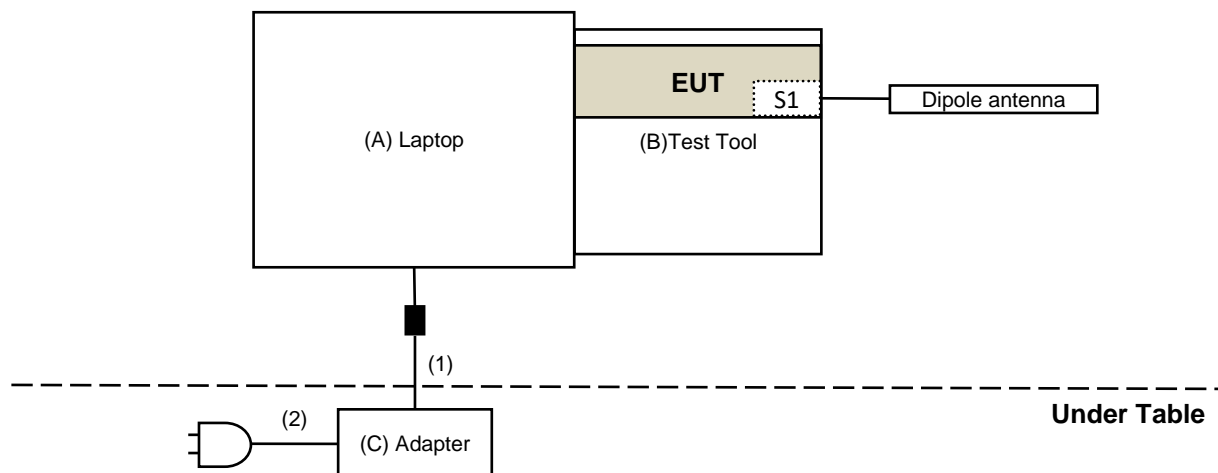 EUT
S1
Dipole antenna
(A) Laptop
(B)Test Tool
(1)
Under Table
(2)
(C) Adapter